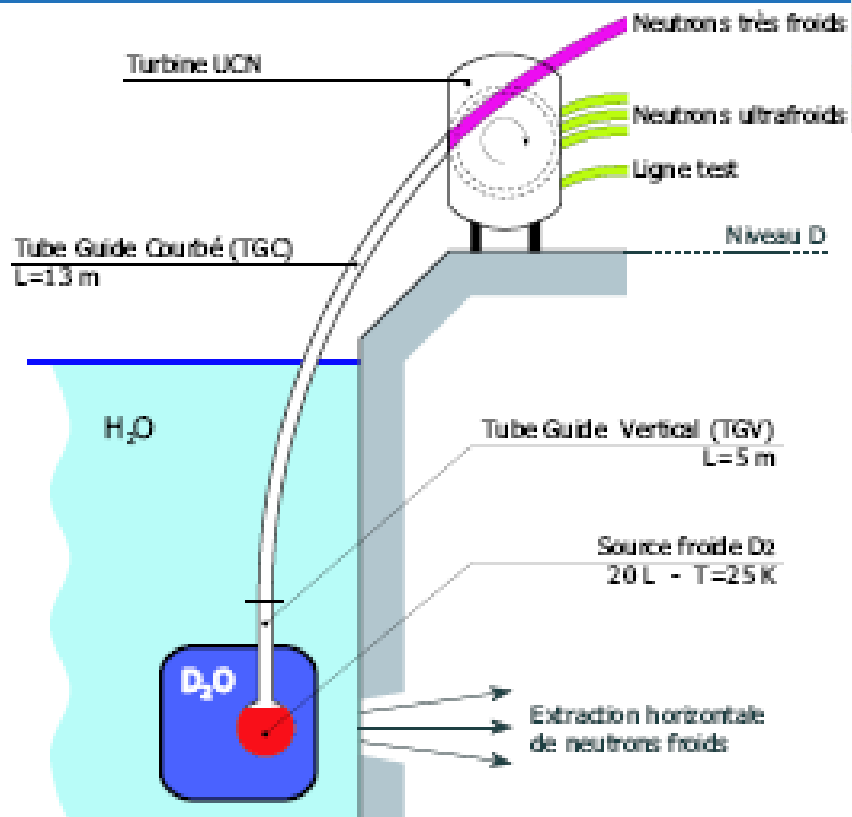 Neutrons très froids
Turbine UCN
Neutrons ultrafroids
Ligne test
Niveau D
Tube Guide Courbé (TGC)
L=13 m
H₂O
Tube Guide Vertical (TGV)
L=5 m
Source froide D2
20 L - T=25 K
D₂O
Extraction horizontale
de neutrons froids